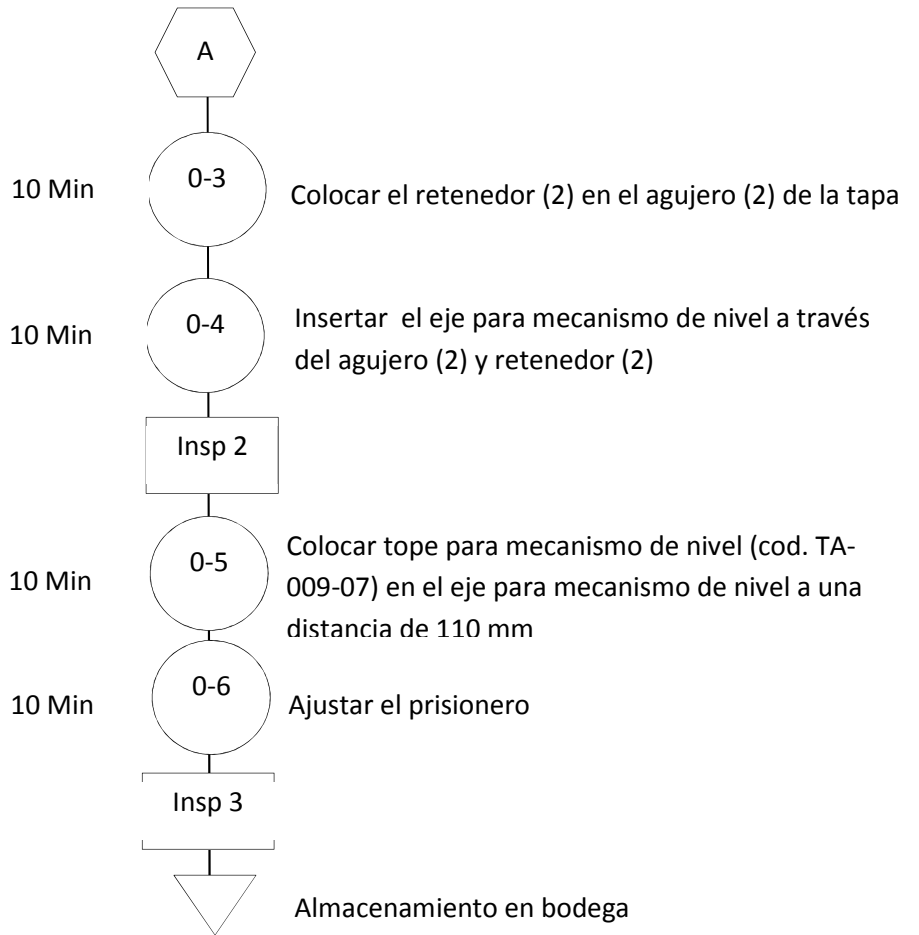 A
10 Min
0-3
Colocar el retenedor (2) en el agujero (2) de la tapa
10 Min
0-4
Insertar  el eje para mecanismo de nivel a través
del agujero (2) y retenedor (2)
Insp 2
10 Min
0-5
Colocar tope para mecanismo de nivel (cod. TA-
009-07) en el eje para mecanismo de nivel a una
distancia de 110 mm
10 Min
0-6
Ajustar el prisionero
Insp 3
Almacenamiento en bodega